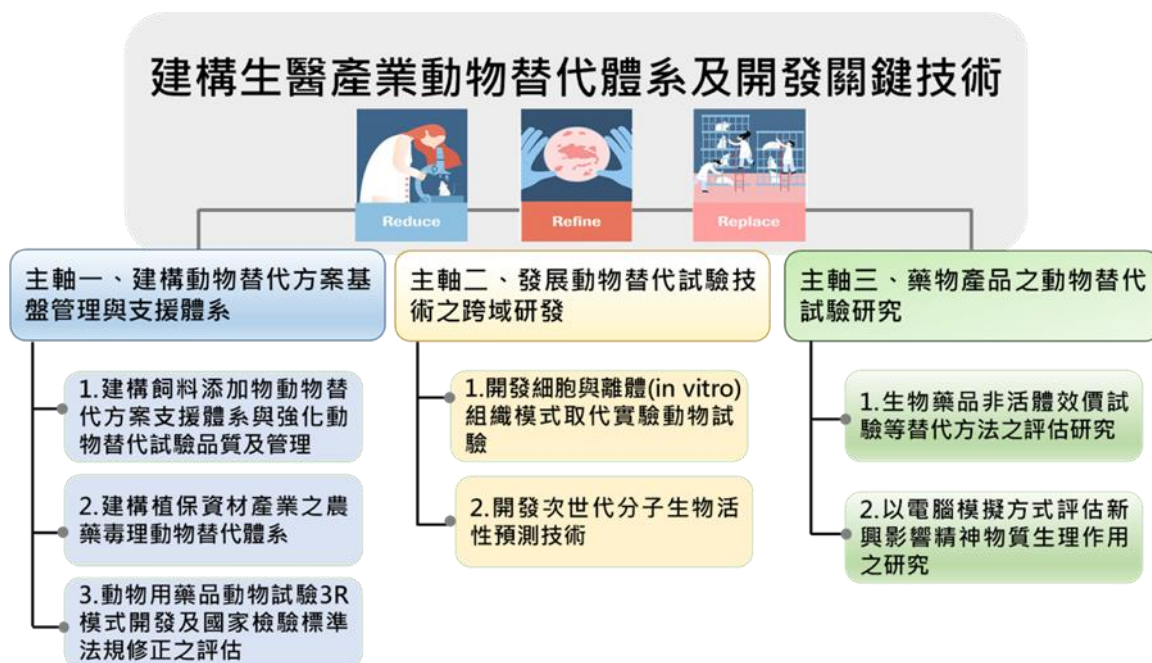 建構生醫產業動物替代體系及開發關鍵技術
Reduce
Refine
Replace
主軸一、建構動物替代方案基
盤管理與支援體系
1.建構飼料添加物動物替
代方案支援體系與強化動
物替代試驗品質及管理
2.建構植保資材產業之農
藥毒理動物替代體系
3.動物用藥品動物試驗3R
模式開發及國家檢驗標準
法規修正之評估
主軸二、發展動物替代試驗技
術之跨域研發
1.開發細胞與離體(in vitro)
組織模式取代實驗動物試
驗
2.開發次世代分子生物活
性預測技術
主軸三、藥物產品之動物替代
試驗研究
1.生物藥品非活體效價試
驗等替代方法之評估研究
2.以電腦模擬方式評估新
興影響精神物質生理作用
之研究